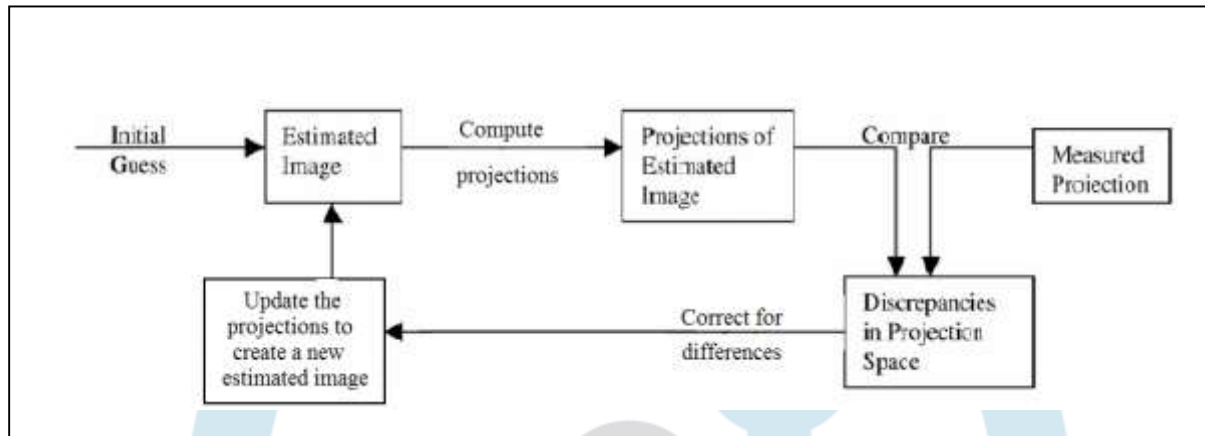 Initial
Guess
Estimated
Image
Compute
projections
Projections of
Estimated
Image
Compare
Measured
Projection
Update the
projections to
create a new
estimated image
Correct for
differences
Discrepancies
in Projection
Space